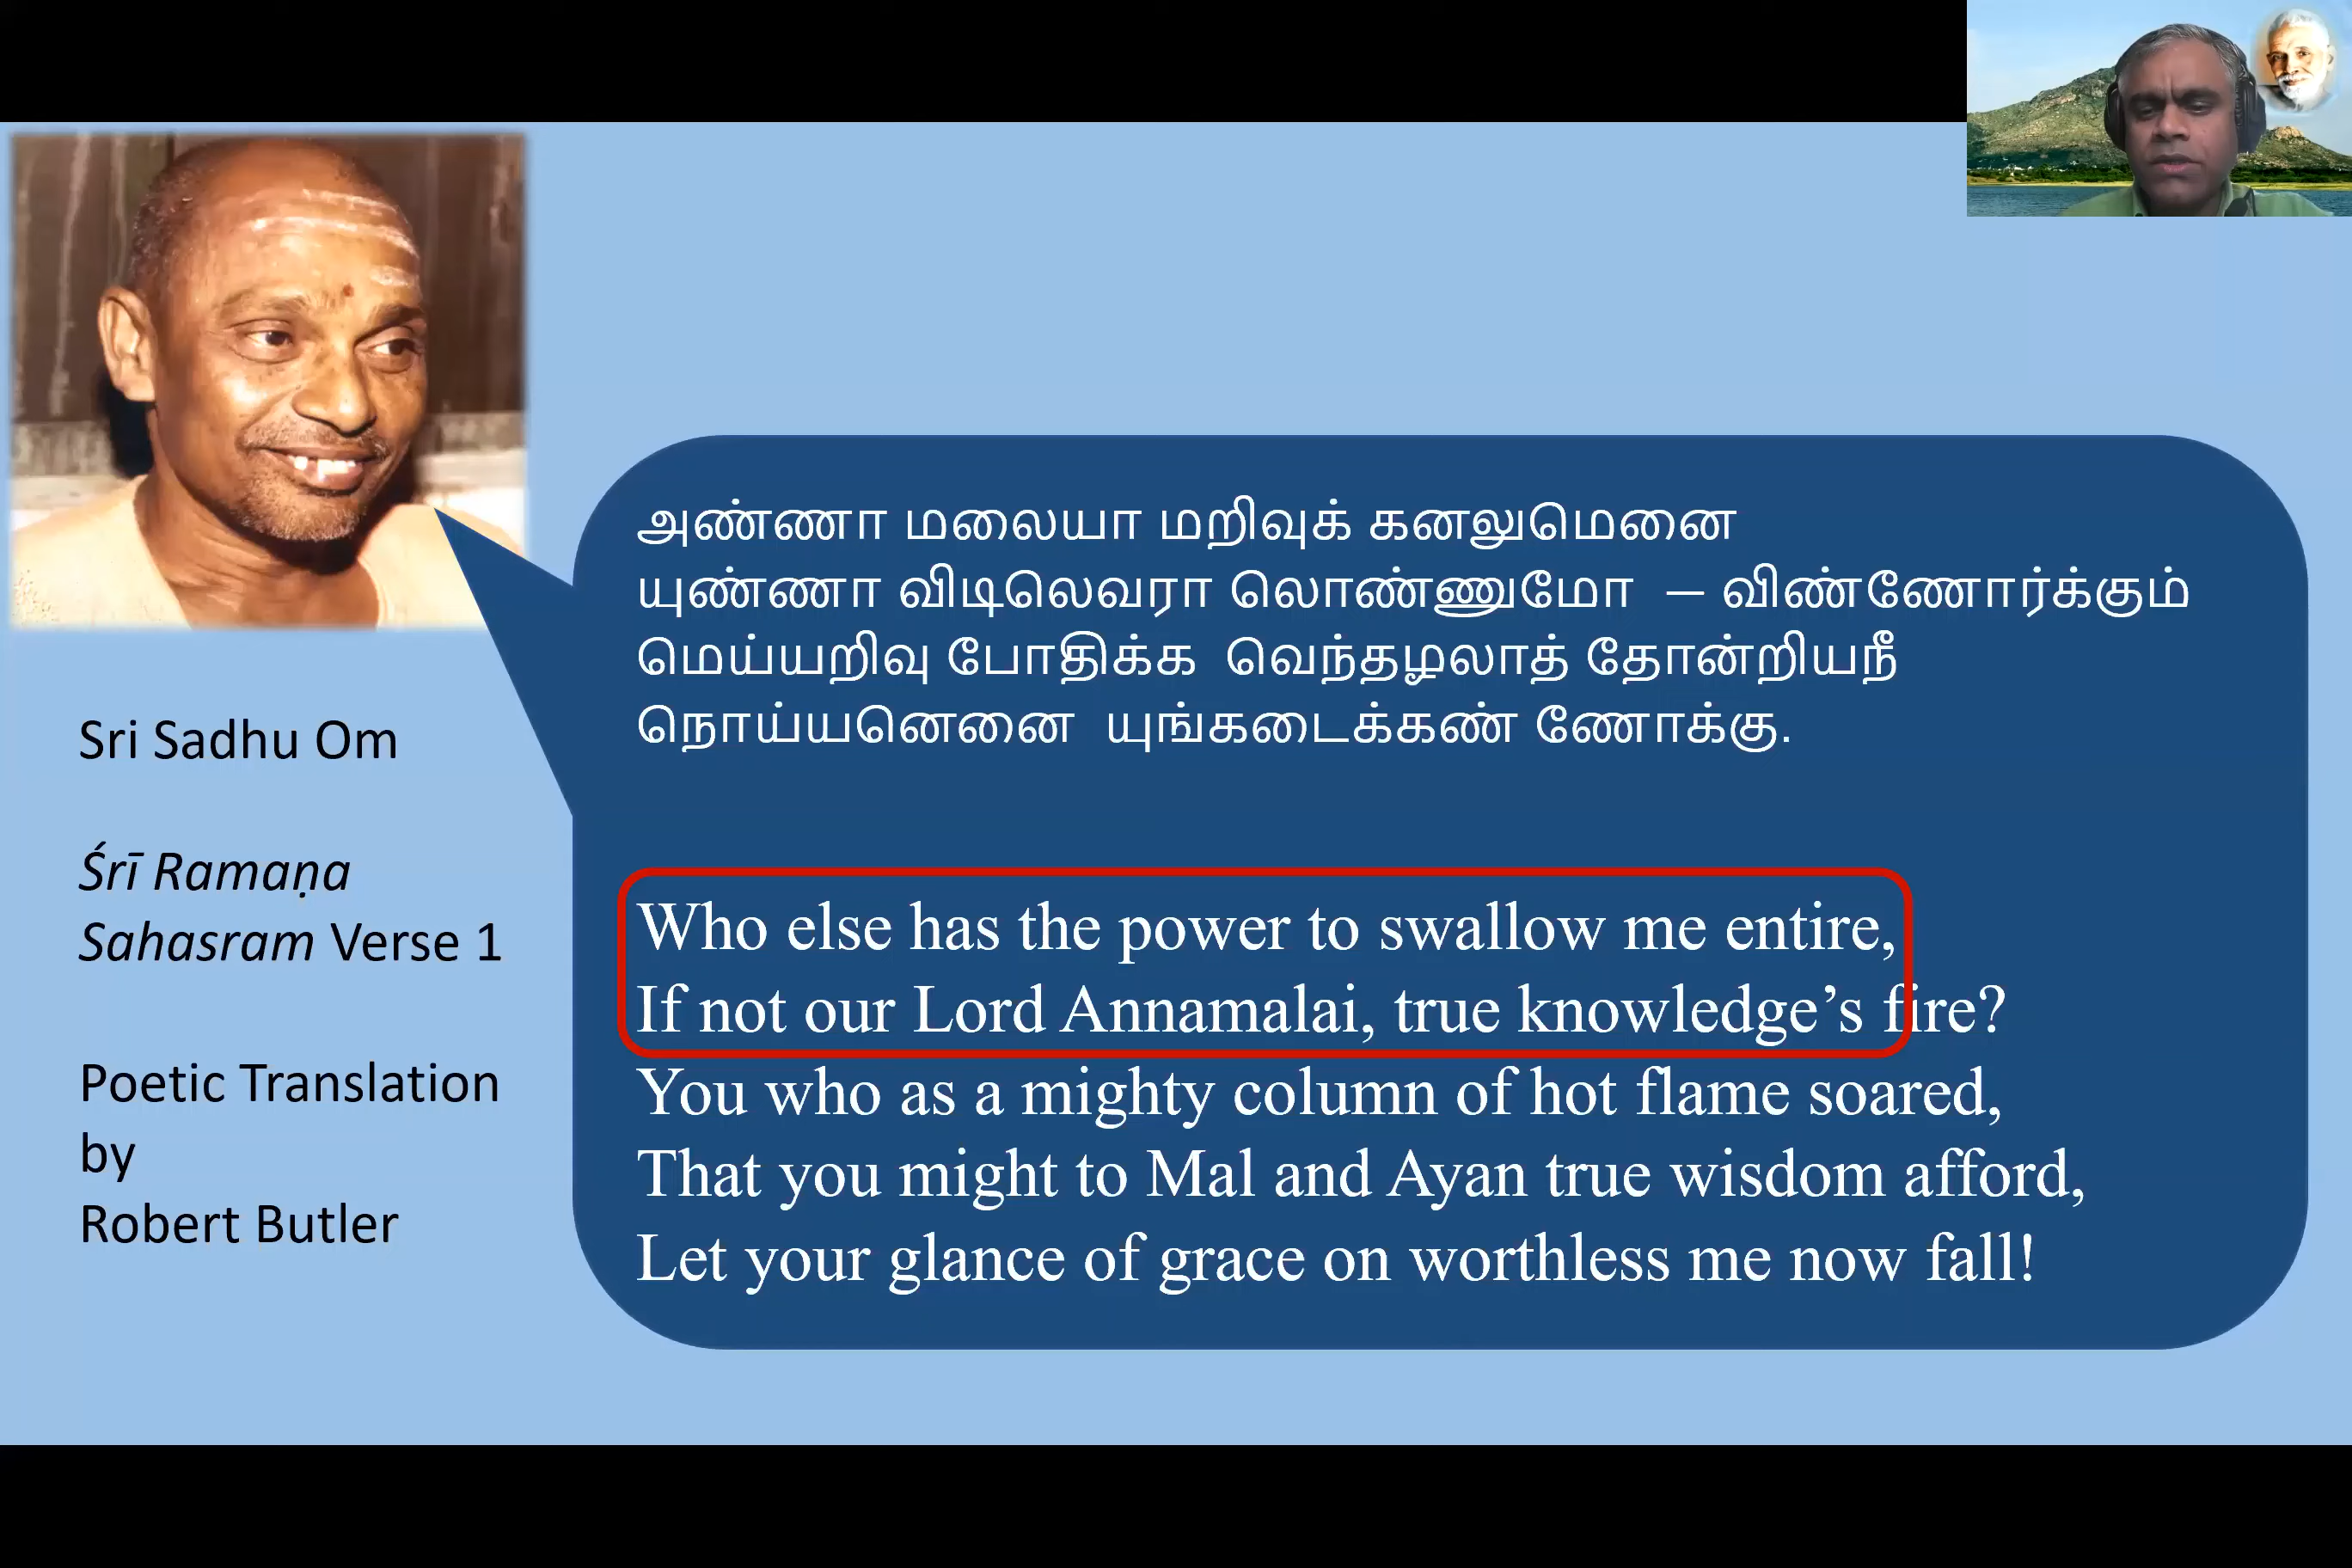 Sri Sadhu Om
Śrī Ramaṇa
Sahasram Verse 1
Poetic Translation
by
Robert Butler
அண்ணா மலையா மறிவுக் கனலுமெனை
யுண்ணா விடிலெவரா லொண்ணுமோ – விண்ணோர்க்கும்
மெய்யறிவு போதிக்க வெந்தழலாத் தோன்றியநீ
நொய்யனெனை யுங்கடைக்கண் ணோக்கு.
Who else has the power to swallow me entire,
If not our Lord Annamalai, true knowledge’s fire?
You who as a mighty column of hot flame soared,
That you might to Mal and Ayan true wisdom afford,
Let your glance of grace on worthless me now fall!